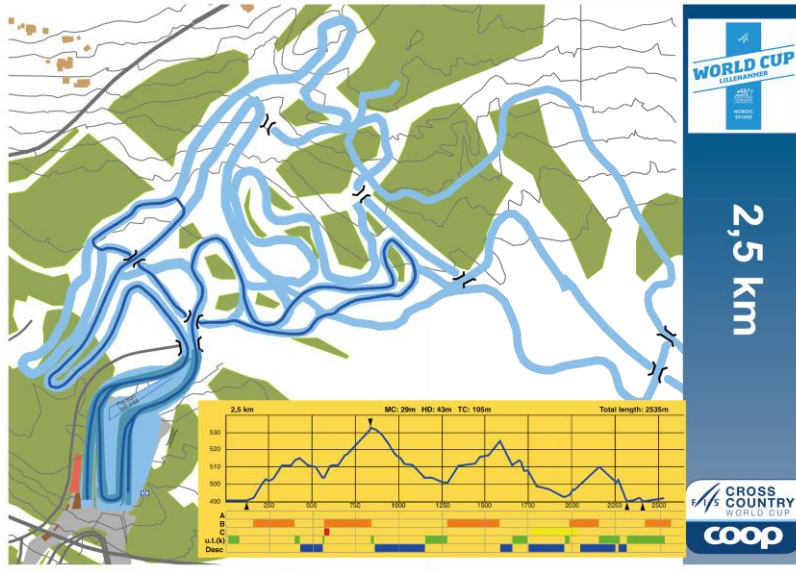 WORLD CUP
LILLEHAMMER
NORDIC
SKIING
2,5 km
2,5 km MC: 29m HD: 43m TC: 105m Total length: 2535m
530
520
510
500
490
0 250 500 750 1000 1250 1500 1750 2000 2250 2500
A
B
C
u.t.(k)
Desc
F/I/S CROSS
COUNTRY
WORLD CUP
coop